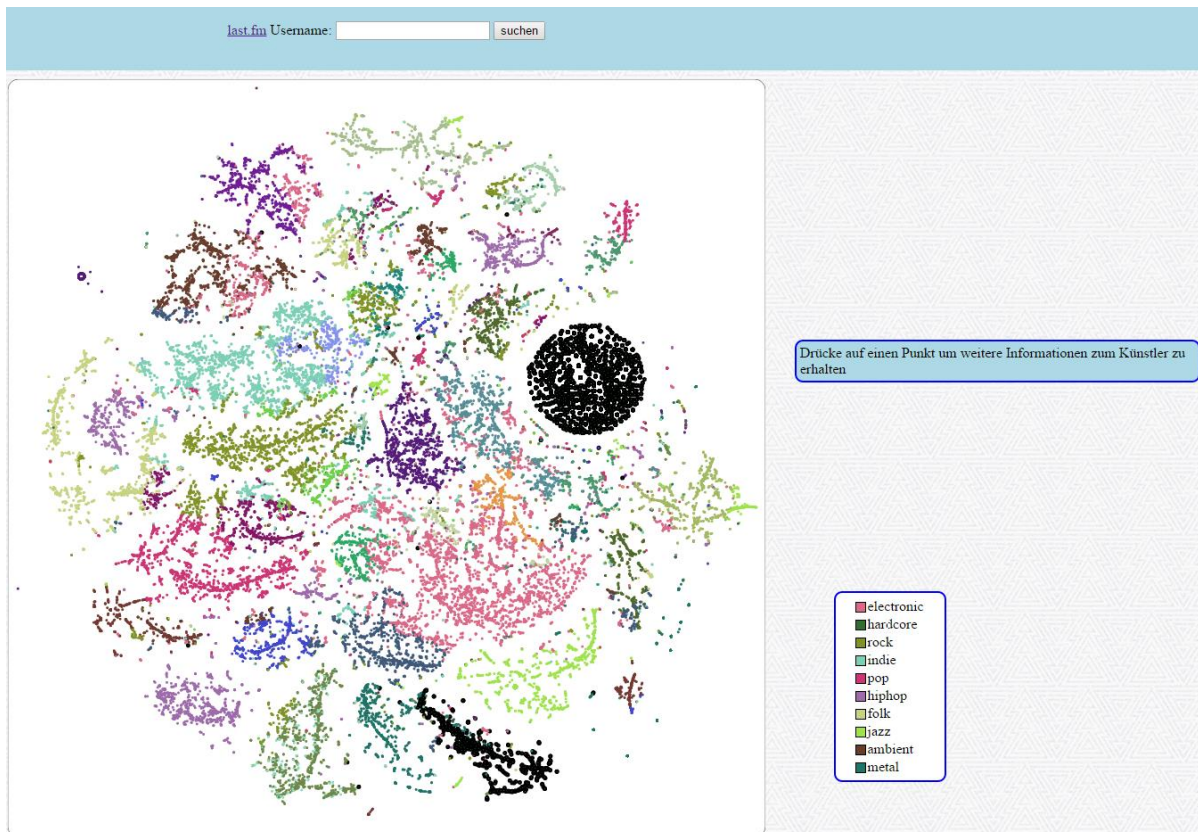 last.fm Username: suchen
Drücke auf einen Punkt um weitere Informationen zum Künstler zu
erhalten
electronic
hardcore
rock
indie
pop
hiphop
folk
jazz
ambient
metal